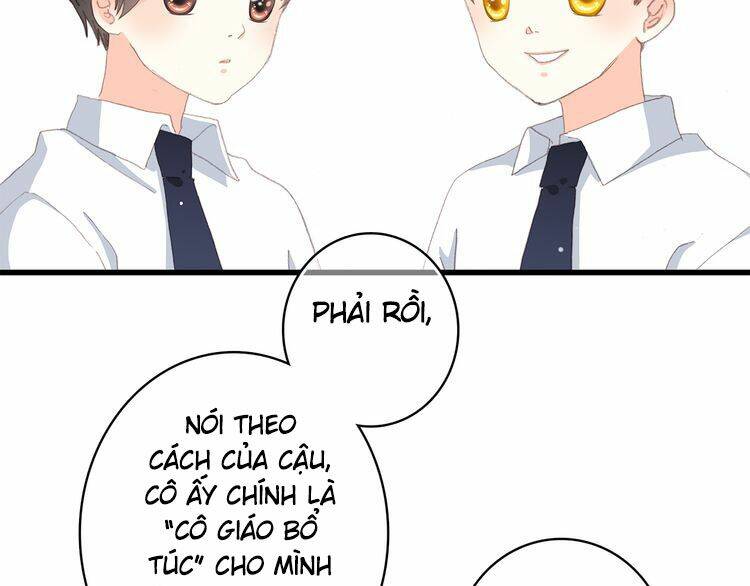 PHẢI RỒI,
NÓI THEO
CÁCH CỦA CẬU,
CÔ ẤY CHÍNH LÀ
"CÔ GIÁO BỔ
TÚC" CHO MÌNH